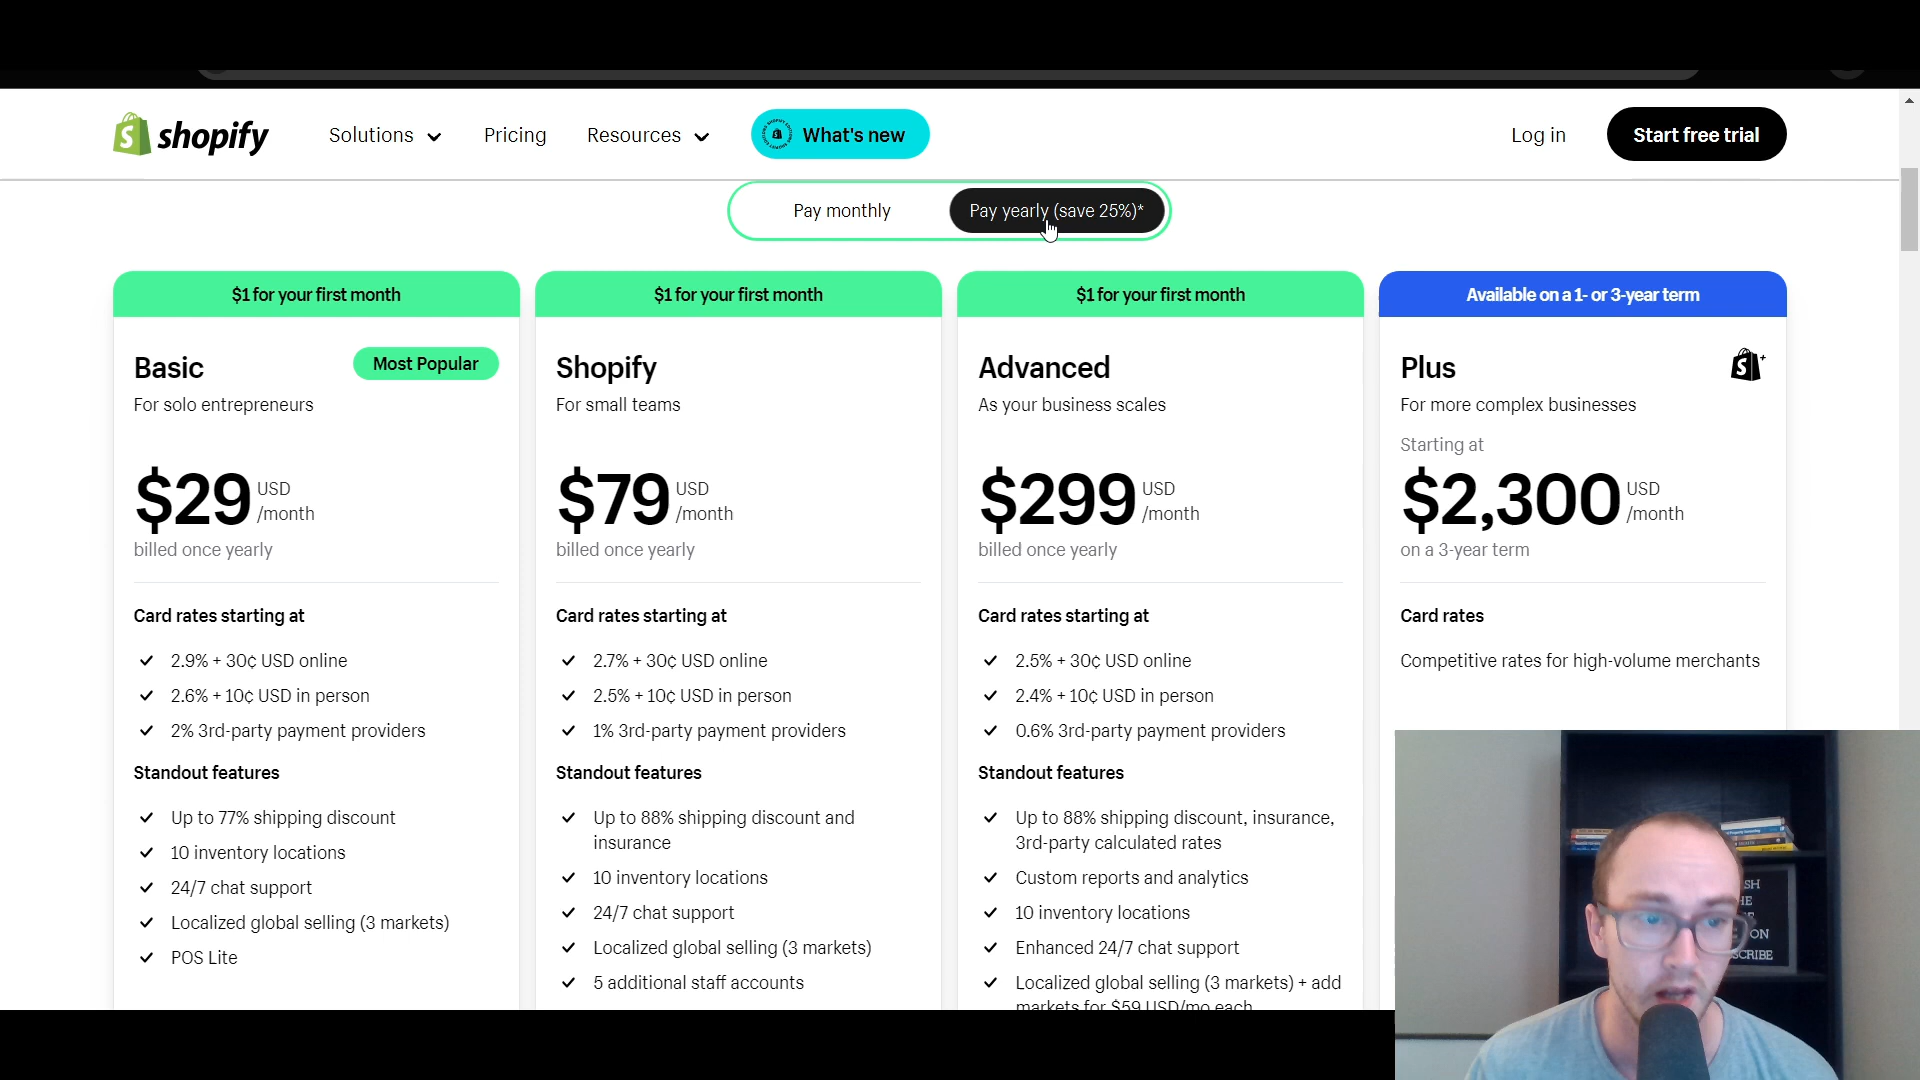 shopify
Solutions
Pricing
Resources
What's new
Log in
Start free trial
Pay monthly
Pay yearly (save 25%)*
$1 for your first month
Basic
Most Popular
For solo entrepreneurs
$29 USD /month
billed once yearly
Card rates starting at
2.9% + 30¢ USD online
2.6% + 10¢ USD in person
2% 3rd-party payment providers
Standout features
Up to 77% shipping discount
10 inventory locations
24/7 chat support
Localized global selling (3 markets)
POS Lite
$1 for your first month
Shopify
For small teams
$79 USD /month
billed once yearly
Card rates starting at
2.7% + 30¢ USD online
2.5% + 10¢ USD in person
1% 3rd-party payment providers
Standout features
Up to 88% shipping discount and
insurance
10 inventory locations
24/7 chat support
Localized global selling (3 markets)
5 additional staff accounts
$1 for your first month
Advanced
As your business scales
$299 USD /month
billed once yearly
Card rates starting at
2.5% + 30¢ USD online
2.4% + 10¢ USD in person
0.6% 3rd-party payment providers
Standout features
Up to 88% shipping discount, insurance,
3rd-party calculated rates
Custom reports and analytics
10 inventory locations
Enhanced 24/7 chat support
Localized global selling (3 markets) + add
markets for $59 USD/mo each
Available on a 1- or 3-year term
Plus
For more complex businesses
Starting at
$2,300 USD /month
on a 3-year term
Card rates
Competitive rates for high-volume merchants